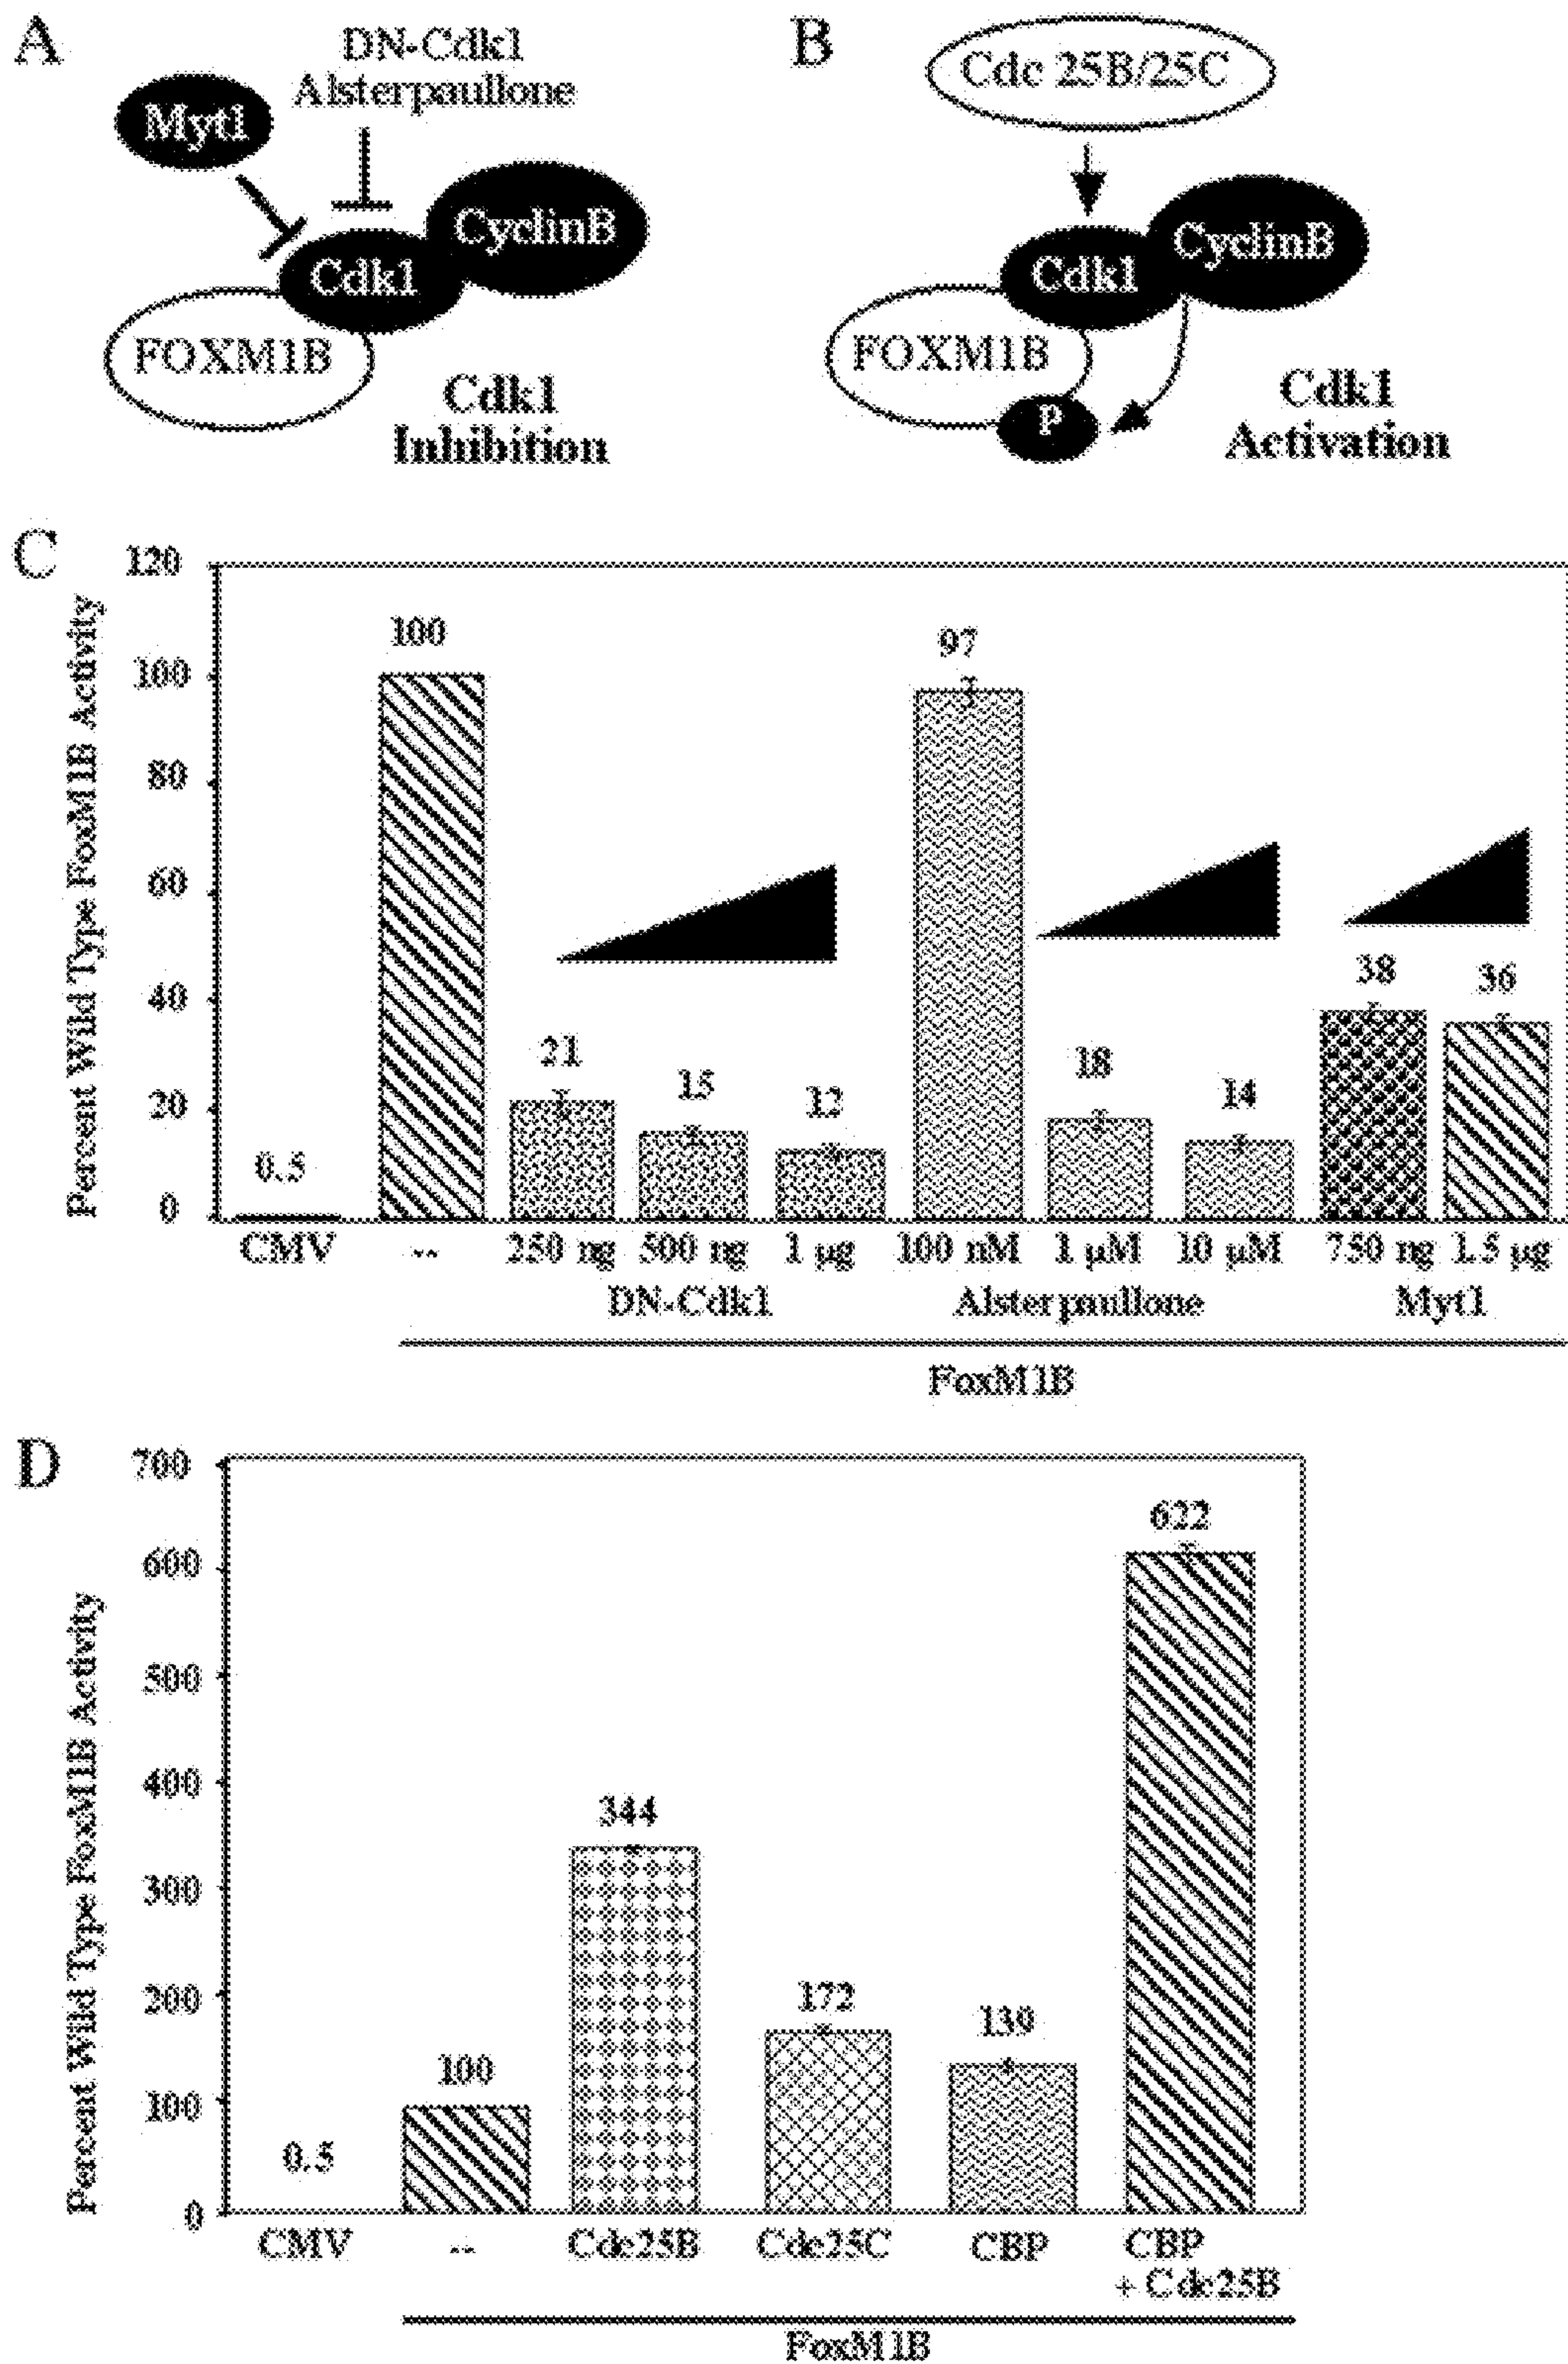 A
DN-Cdk1
Alsterpaullone
Myt1
CyclinB
Cdk1
FOXM1B
Cdk1
Inhibition
B
Cdc 25B/25C
CyclinB
Cdk1
FOXM1B
P
Cdk1
Activation
C
Percent Wild Type FoxM1B Activity
120
100
80
60
40
20
0
0.5
100
21
15
12
97
18
14
38
36
CMV -- 250 ng 500 ng 1 µg 100 nM 1 µM 10 µM 750 ng 1.5 µg
DN-Cdk1 Alsterpaullone Myt1
FoxM1B
D
Percent Wild Type FoxM1B Activity
700
600
500
400
300
200
100
0
0.5
100
344
172
139
622
CMV -- Cdc25B Cdc25C CBP CBP
+ Cdc25B
FoxM1B